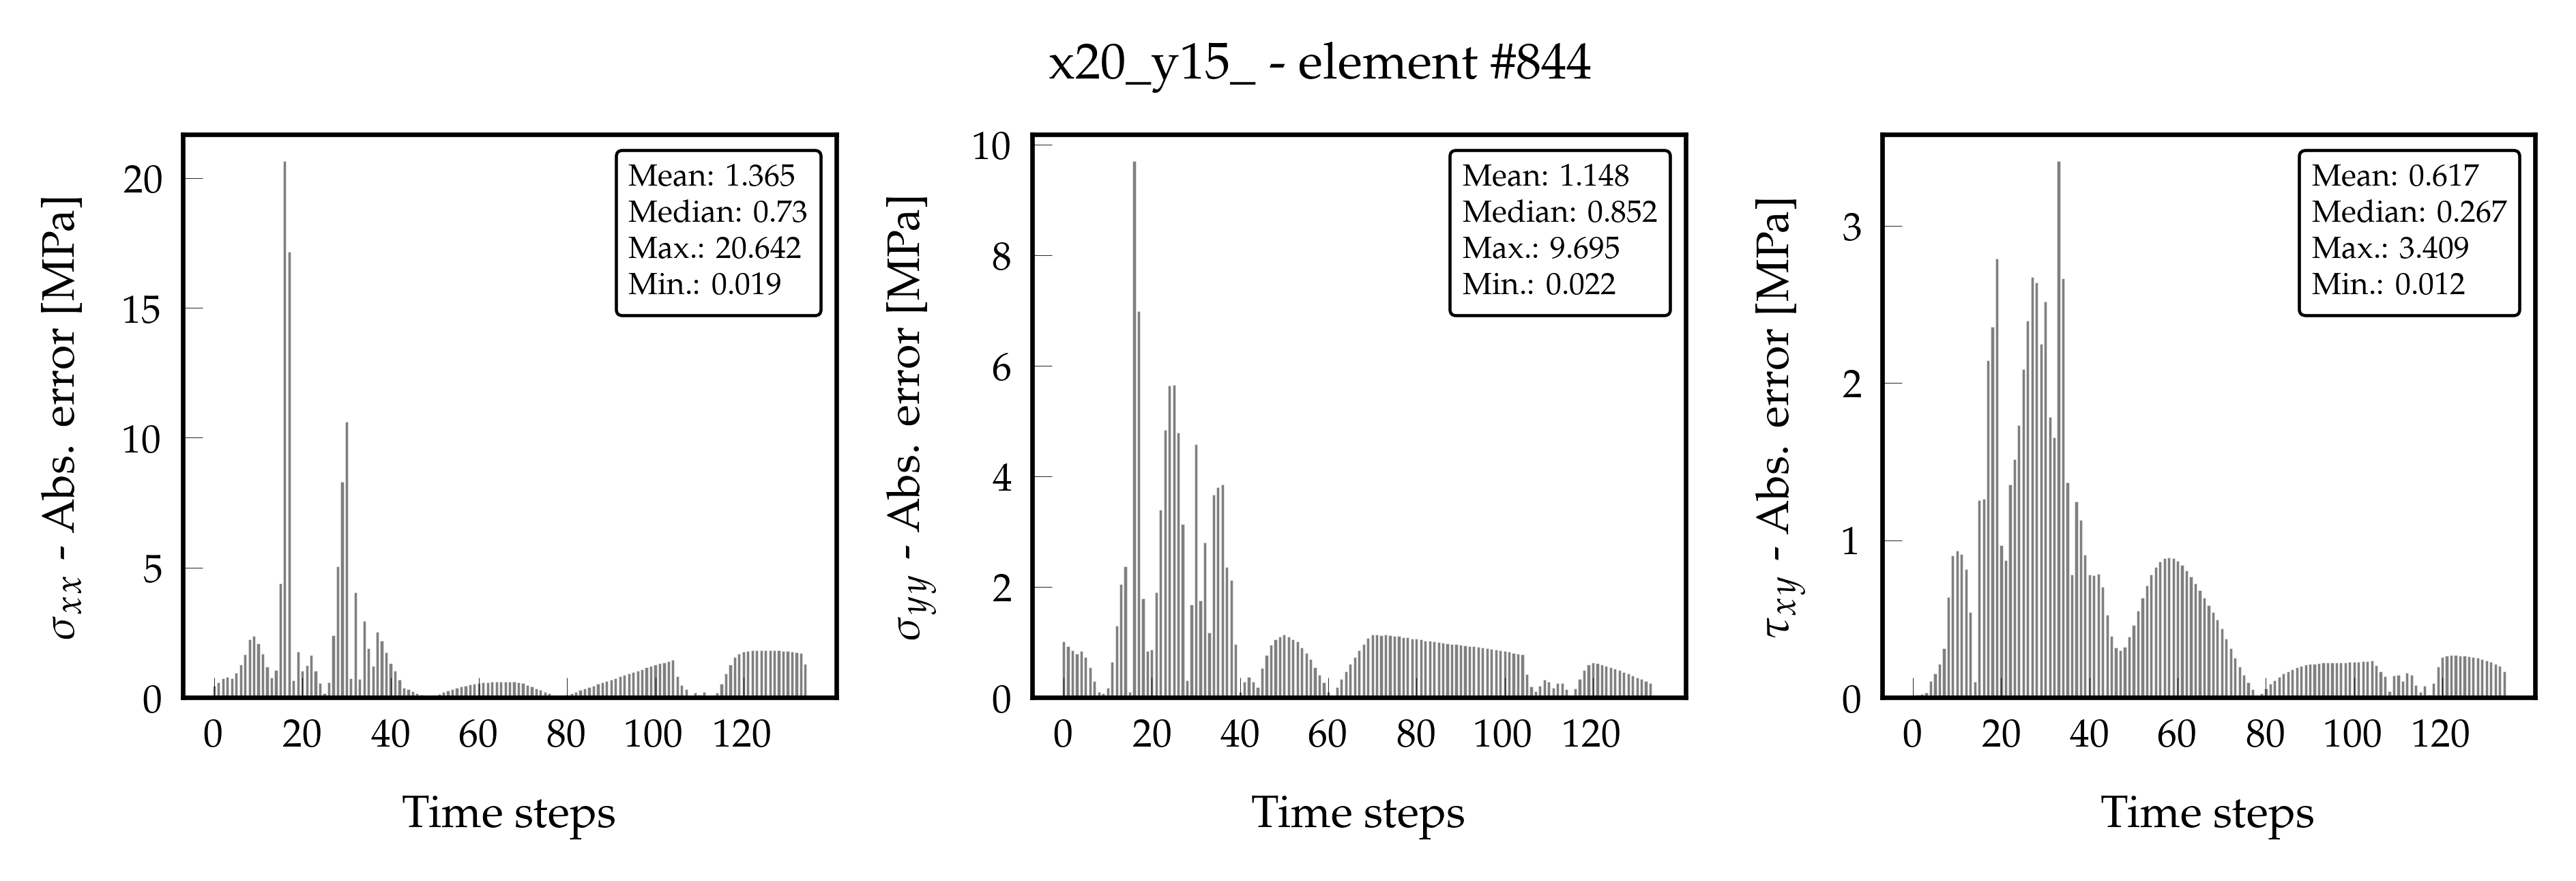 x20_y15_ - element #844
σxx - Abs. error [MPa]
20
15
10
5
0
Mean: 1.365
Median: 0.73
Max.: 20.642
Min.: 0.019
0 20 40 60 80 100 120
Time steps
σyy - Abs. error [MPa]
10
8
6
4
2
0
Mean: 1.148
Median: 0.852
Max.: 9.695
Min.: 0.022
0 20 40 60 80 100 120
Time steps
τxy - Abs. error [MPa]
3
2
1
0
Mean: 0.617
Median: 0.267
Max.: 3.409
Min.: 0.012
0 20 40 60 80 100 120
Time steps